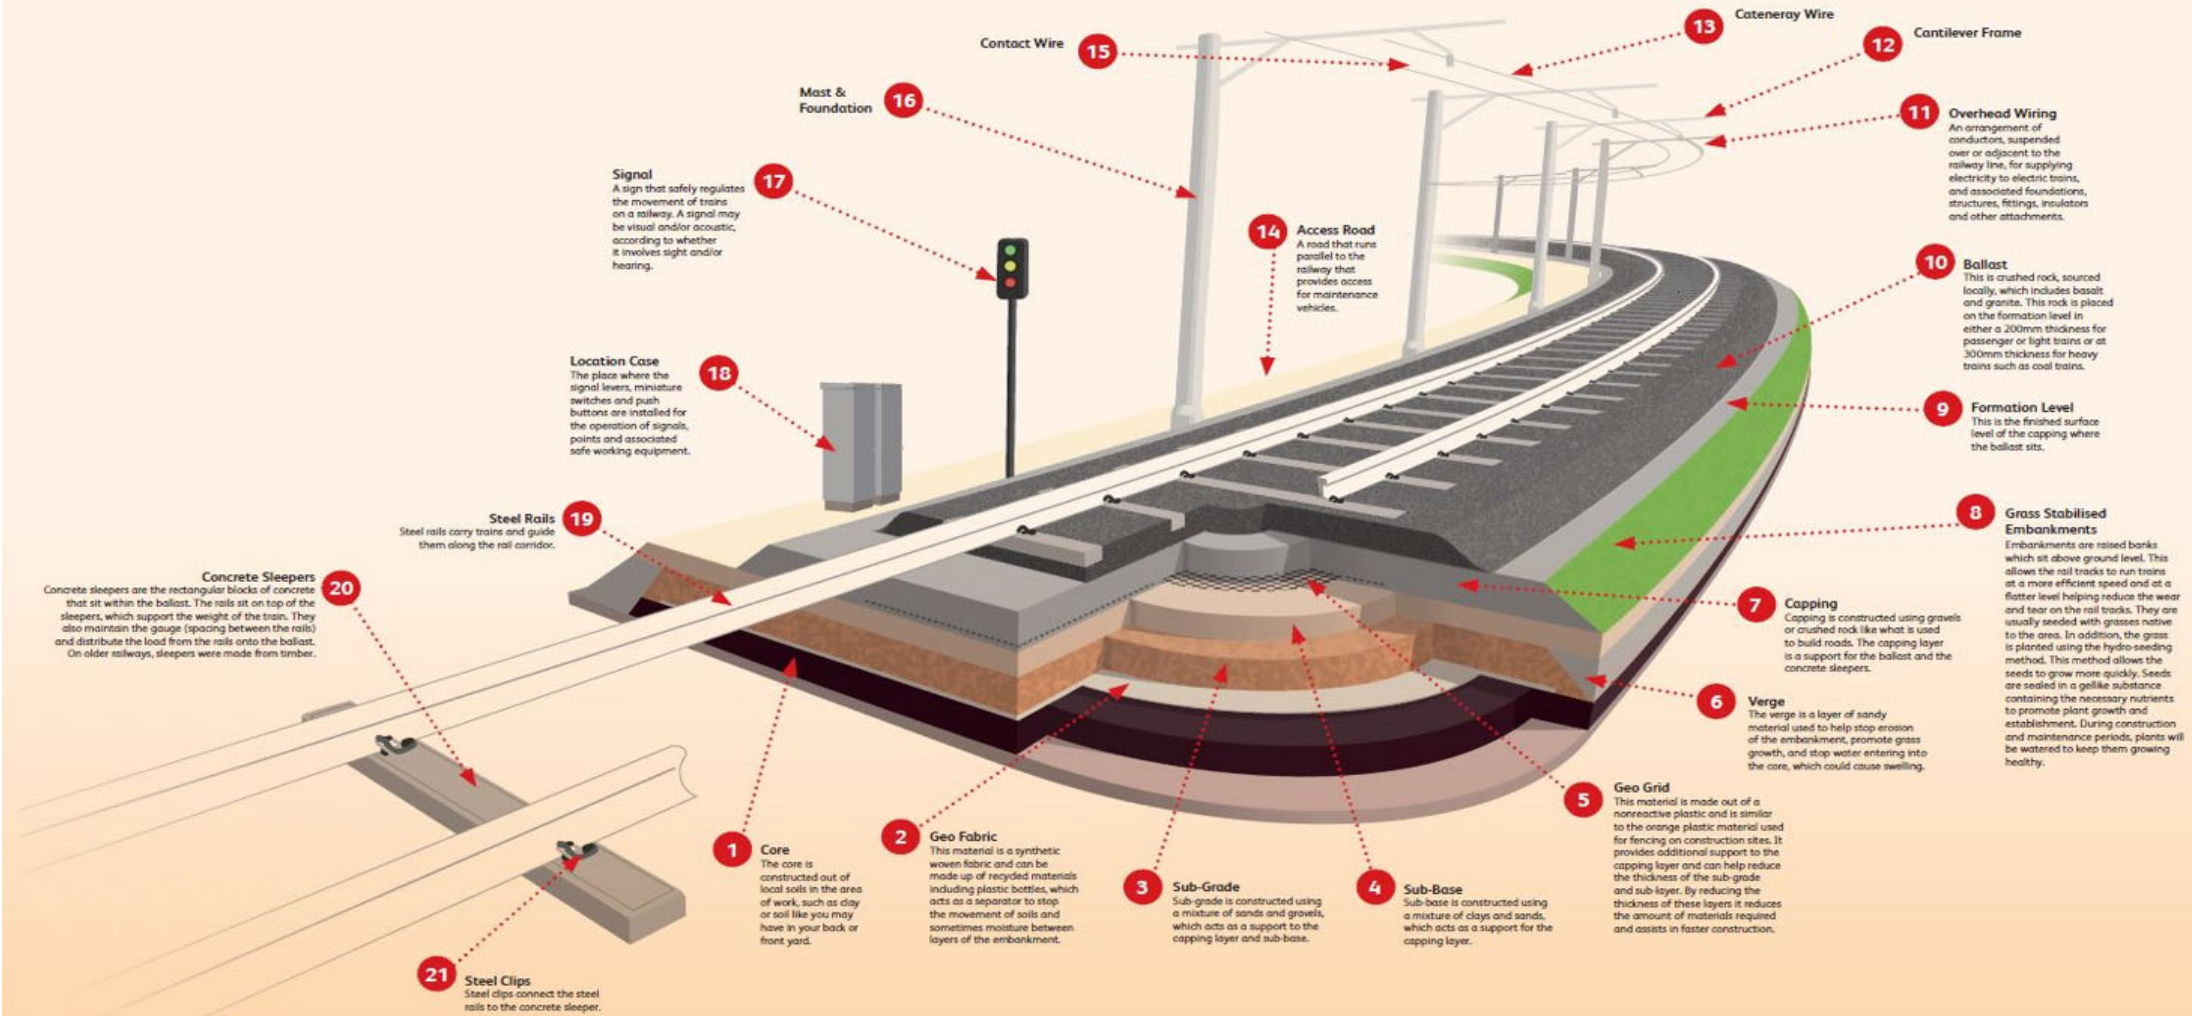 13
Cateneray Wire
12
Cantilever Frame
Contact Wire
15
Mast &
Foundation
16
11
Overhead Wiring
An arrangement of
conductors, suspended
over or adjacent to the
railway line, for supplying
electricity to electric trains,
and associated foundations,
structures, fittings, insulators
and other attachments.
Signal
A sign that safely regulates
the movement of trains
on a railway. A signal may
be visual and/or acoustic,
according to whether
it involves sight and/or
hearing.
17
14
Access Road
A road that runs
parallel to the
railway that
provides access
for maintenance
vehicles.
10
Ballast
This is crushed rock, sourced
locally, which includes basalt
and granite. This rock is placed
on the formation level in
either a 200mm thickness for
passenger or light trains or at
300mm thickness for heavy
trains such as coal trains.
Location Case
The place where the
signal levers, miniature
switches and push
buttons are installed for
the operation of signals,
points and associated
safe working equipment.
18
9
Formation Level
This is the finished surface
level of the capping where
the ballast sits.
Steel Rails
Steel rails carry trains and guide
them along the rail corridor.
19
8
Grass Stabilised
Embankments
Embankments are raised banks
which sit above ground level. This
allows the rail tracks to run trains
at a more efficient speed and at a
flatter level helping reduce the wear
and tear on the rail tracks. They are
usually seeded with grasses native
to the area. In addition, the grass
is planted using the hydro-seeding
method. This method allows the
seeds to grow more quickly. Seeds
are sealed in a gellike substance
containing the necessary nutrients
to promote plant growth and
establishment. During construction
and maintenance periods, plants will
be watered to keep them growing
healthy.
Concrete Sleepers
Concrete sleepers are the rectangular blocks of concrete
that sit within the ballast. The rails sit on top of the
sleepers, which support the weight of the train. They
also maintain the gauge (spacing between the rails)
and distribute the load from the rails onto the ballast.
On older railways, sleepers were made from timber.
20
7
Capping
Capping is constructed using gravels
or crushed rock like what is used
to build roads. The capping layer
is a support for the ballast and the
concrete sleepers.
6
Verge
The verge is a layer of sandy
material used to help stop erosion
of the embankment, promote grass
growth, and stop water entering into
the core, which could cause swelling.
5
Geo Grid
This material is made out of a
nonreactive plastic and is similar
to the orange plastic material used
for fencing on construction sites. It
provides additional support to the
capping layer and can help reduce
the thickness of the sub-grade
and sub-layer. By reducing the
thickness of these layers it reduces
the amount of materials required
and assists in faster construction.
1
Core
The core is
constructed out of
local soils in the area
of work, such as clay
or soil like you may
have in your back or
front yard.
2
Geo Fabric
This material is a synthetic
woven fabric and can be
made up of recycled materials
including plastic bottles, which
acts as a separator to stop
the movement of soils and
sometimes moisture between
layers of the embankment.
3
Sub-Grade
Sub-grade is constructed using
a mixture of sands and gravels,
which acts as a support to the
capping layer and sub-base.
4
Sub-Base
Sub-base is constructed using
a mixture of clays and sands,
which acts as a support for the
capping layer.
21
Steel Clips
Steel clips connect the steel
rails to the concrete sleeper.